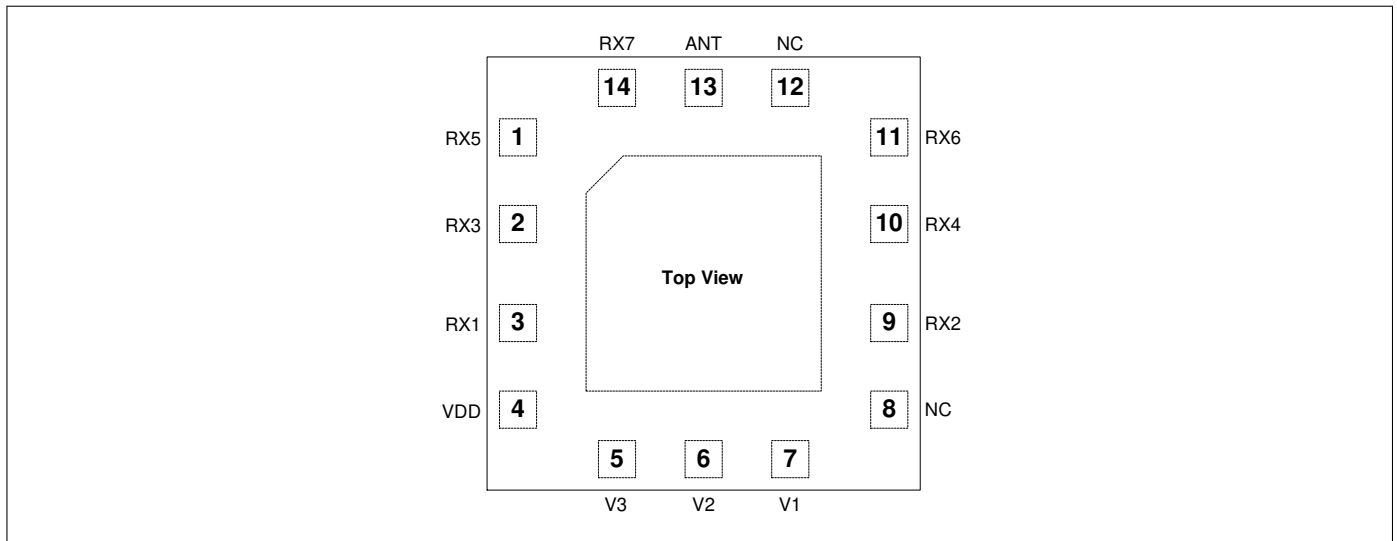 RX7 ANT NC
14 13 12
RX5 1 11 RX6
RX3 2 10 RX4
Top View
RX1 3 9 RX2
VDD 4 8 NC
5 6 7
V3 V2 V1